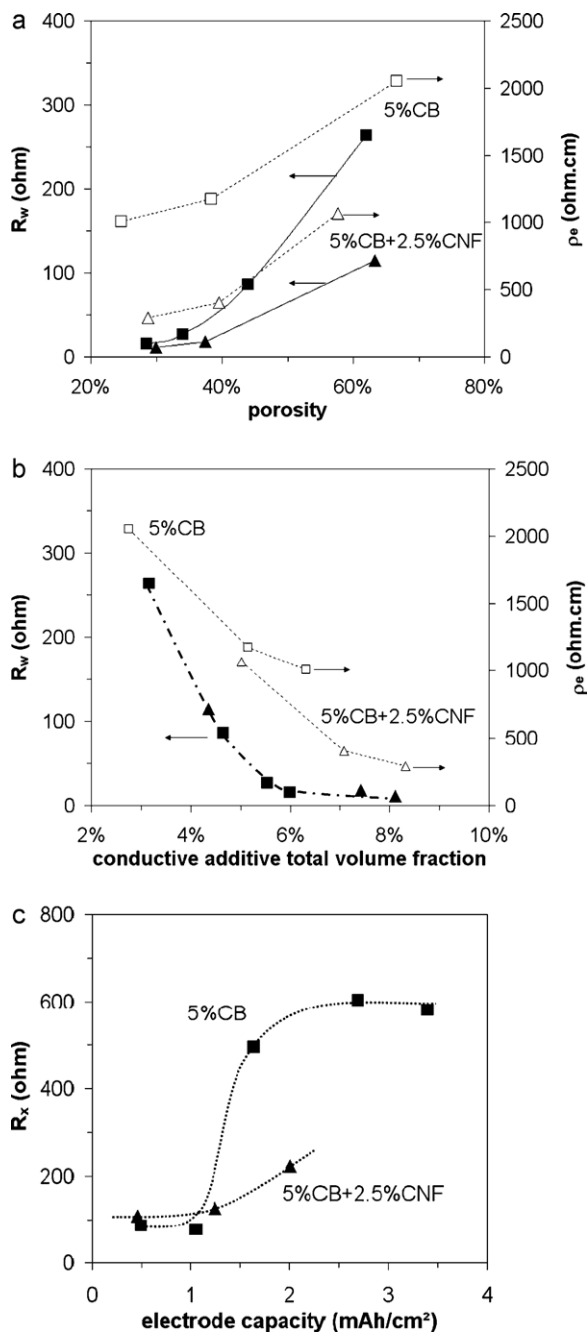 a
400
2500
300
2000
5%CB
1500
R_w (ohm)
200
ρᵉ (ohm.cm)
1000
5%CB+2.5%CNF
100
500
0
0
20%
40%
60%
80%
porosity
b
400
2500
5%CB
2000
300
1500
R_w (ohm)
200
ρᵉ (ohm.cm)
1000
5%CB+2.5%CNF
100
500
0
0
2%
4%
6%
8%
10%
conductive additive total volume fraction
c
800
5%CB
600
R_x (ohm)
400
200
5%CB+2.5%CNF
0
0
1
2
3
4
electrode capacity (mAh/cm²)